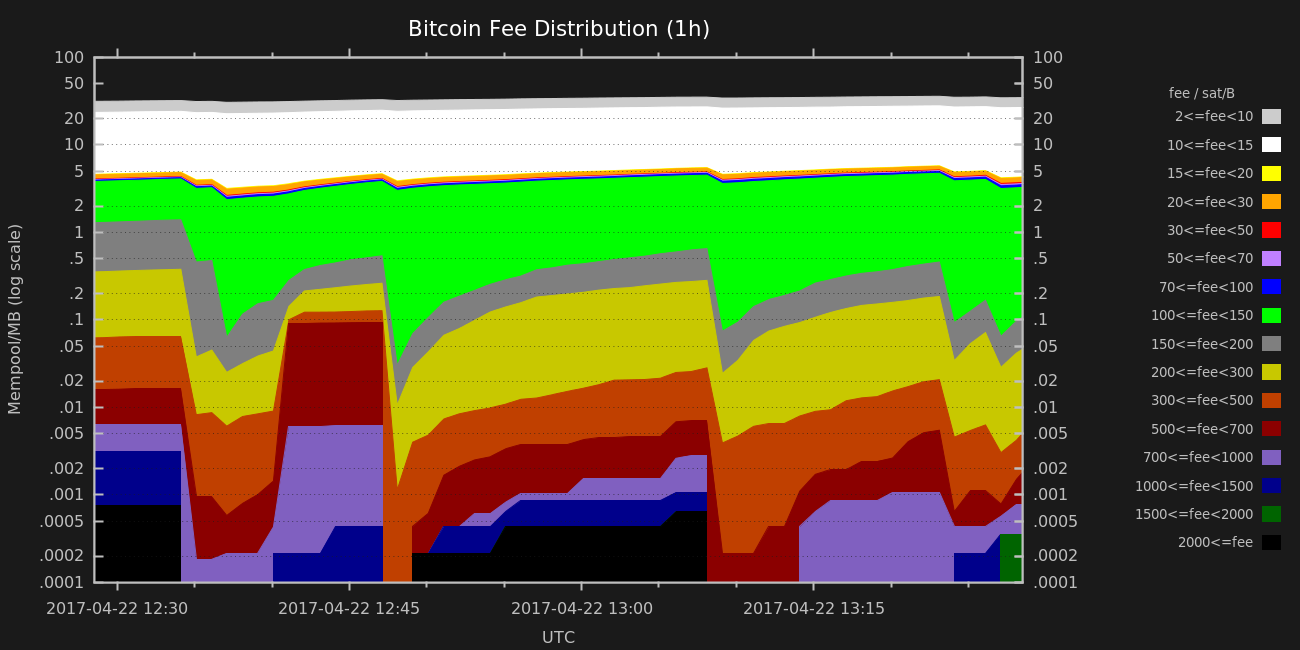 Bitcoin Fee Distribution (1h)
100
50
20
10
5
2
1
.5
.2
.1
.05
.02
.01
.005
.002
.001
.0005
.0002
.0001
Mempool/MB (log scale)
100
50
20
10
5
2
1
.5
.2
.1
.05
.02
.01
.005
.002
.001
.0005
.0002
.0001
2017-04-22 12:30
2017-04-22 12:45
2017-04-22 13:00
2017-04-22 13:15
UTC
fee / sat/B
2<=fee<10
10<=fee<15
15<=fee<20
20<=fee<30
30<=fee<50
50<=fee<70
70<=fee<100
100<=fee<150
150<=fee<200
200<=fee<300
300<=fee<500
500<=fee<700
700<=fee<1000
1000<=fee<1500
1500<=fee<2000
2000<=fee